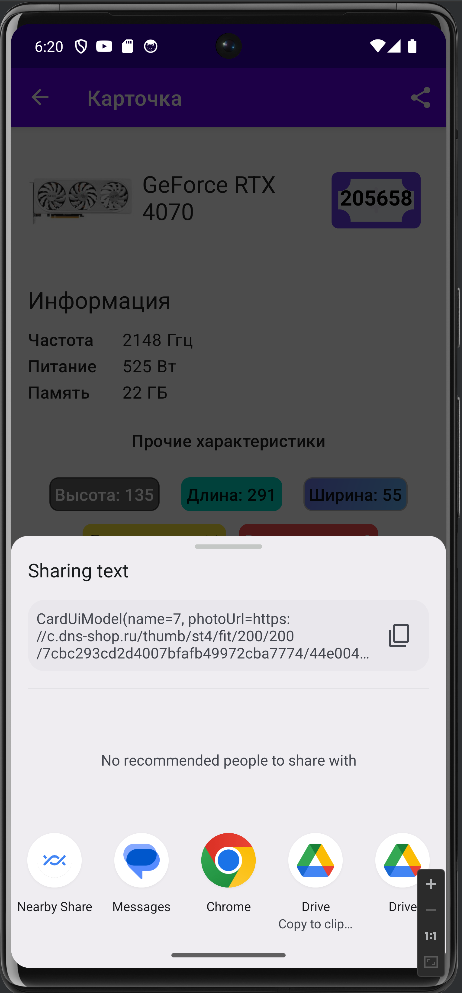 6:20
Карточка
GeForce RTX
4070
205658
Информация
Частота 2148 Ггц
Питание 525 Вт
Память 22 ГБ
Прочие характеристики
Высота: 135 Длина: 291 Ширина: 55
Sharing text
CardUiModel(name=7, photoUrl=https:
//c.dns-shop.ru/thumb/st4/fit/200/200
/7cbc293cd2d4007bfafb49972cba7774/44e004…
No recommended people to share with
Nearby Share Messages Chrome Drive Drive
Copy to clip…
1:1